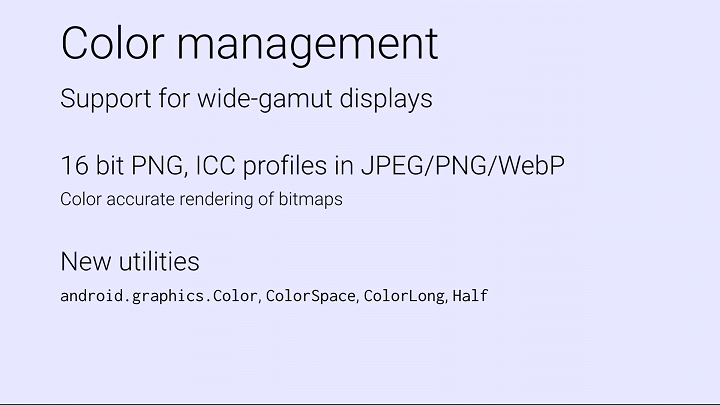 Color management
Support for wide-gamut displays
16 bit PNG, ICC profiles in JPEG/PNG/WebP
Color accurate rendering of bitmaps
New utilities
android.graphics.Color, ColorSpace, ColorLong, Half